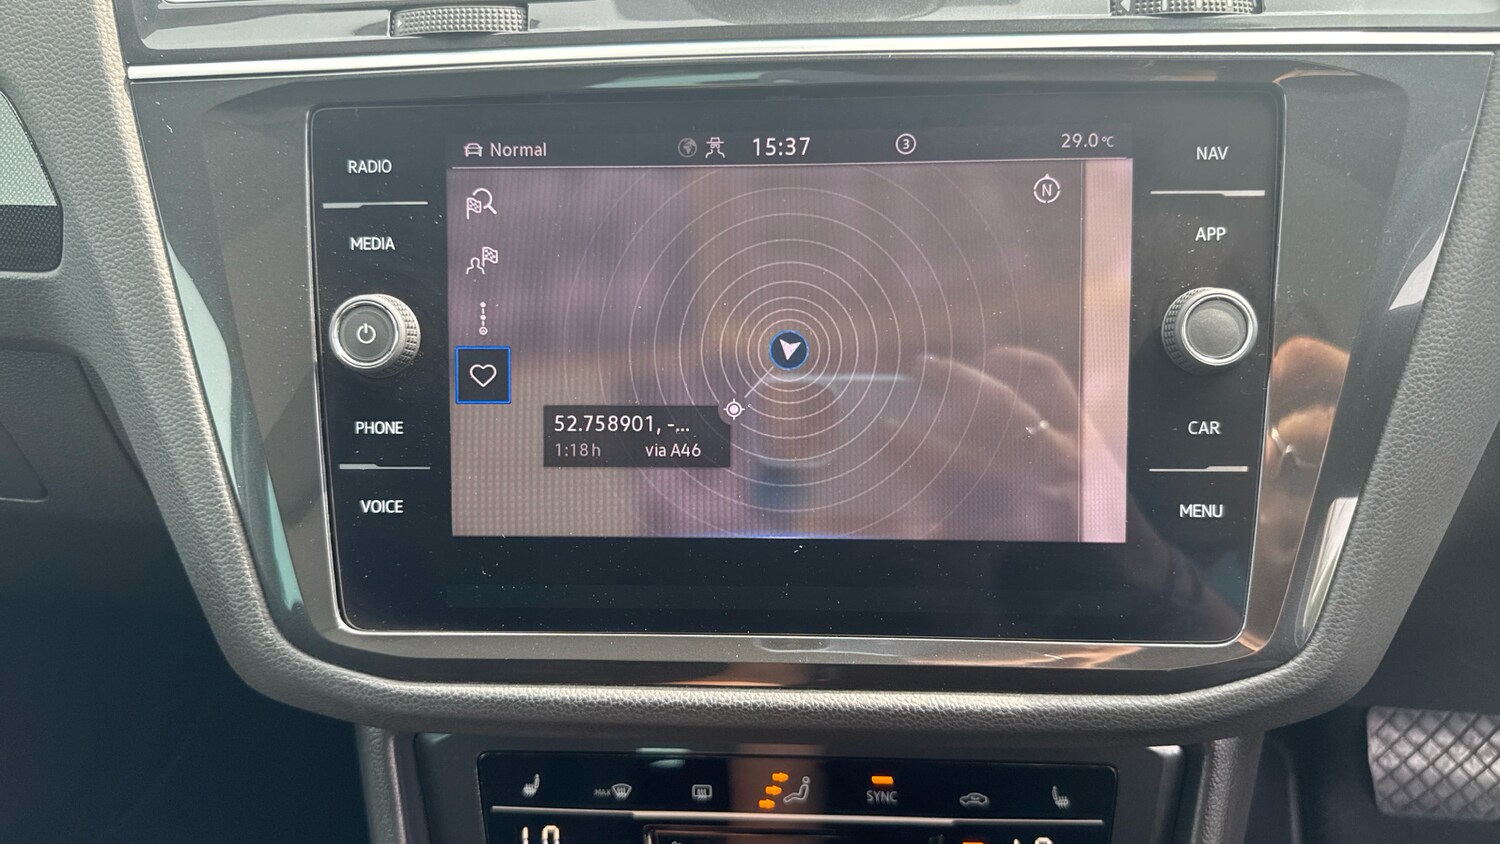 Normal
15:37
3
29.0°C
N
RADIO
MEDIA
PHONE
VOICE
NAV
APP
CAR
MENU
52.758901, -...
1:18h via A46
MAX
SYNC